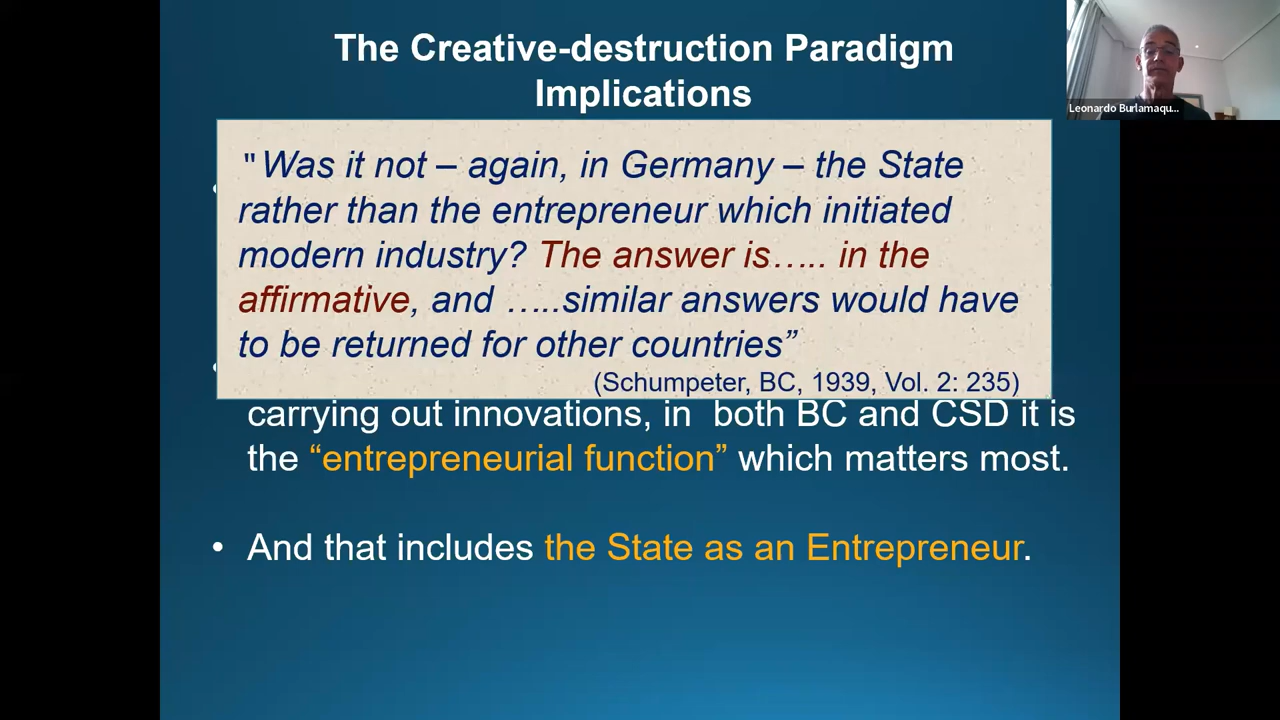 The Creative-destruction Paradigm
Implications
Leonardo Burlamaqu...
" Was it not – again, in Germany – the State
rather than the entrepreneur which initiated
modern industry? The answer is….. in the
affirmative, and …..similar answers would have
to be returned for other countries”
(Schumpeter, BC, 1939, Vol. 2: 235)
carrying out innovations, in both BC and CSD it is
the “entrepreneurial function” which matters most.
• And that includes the State as an Entrepreneur.